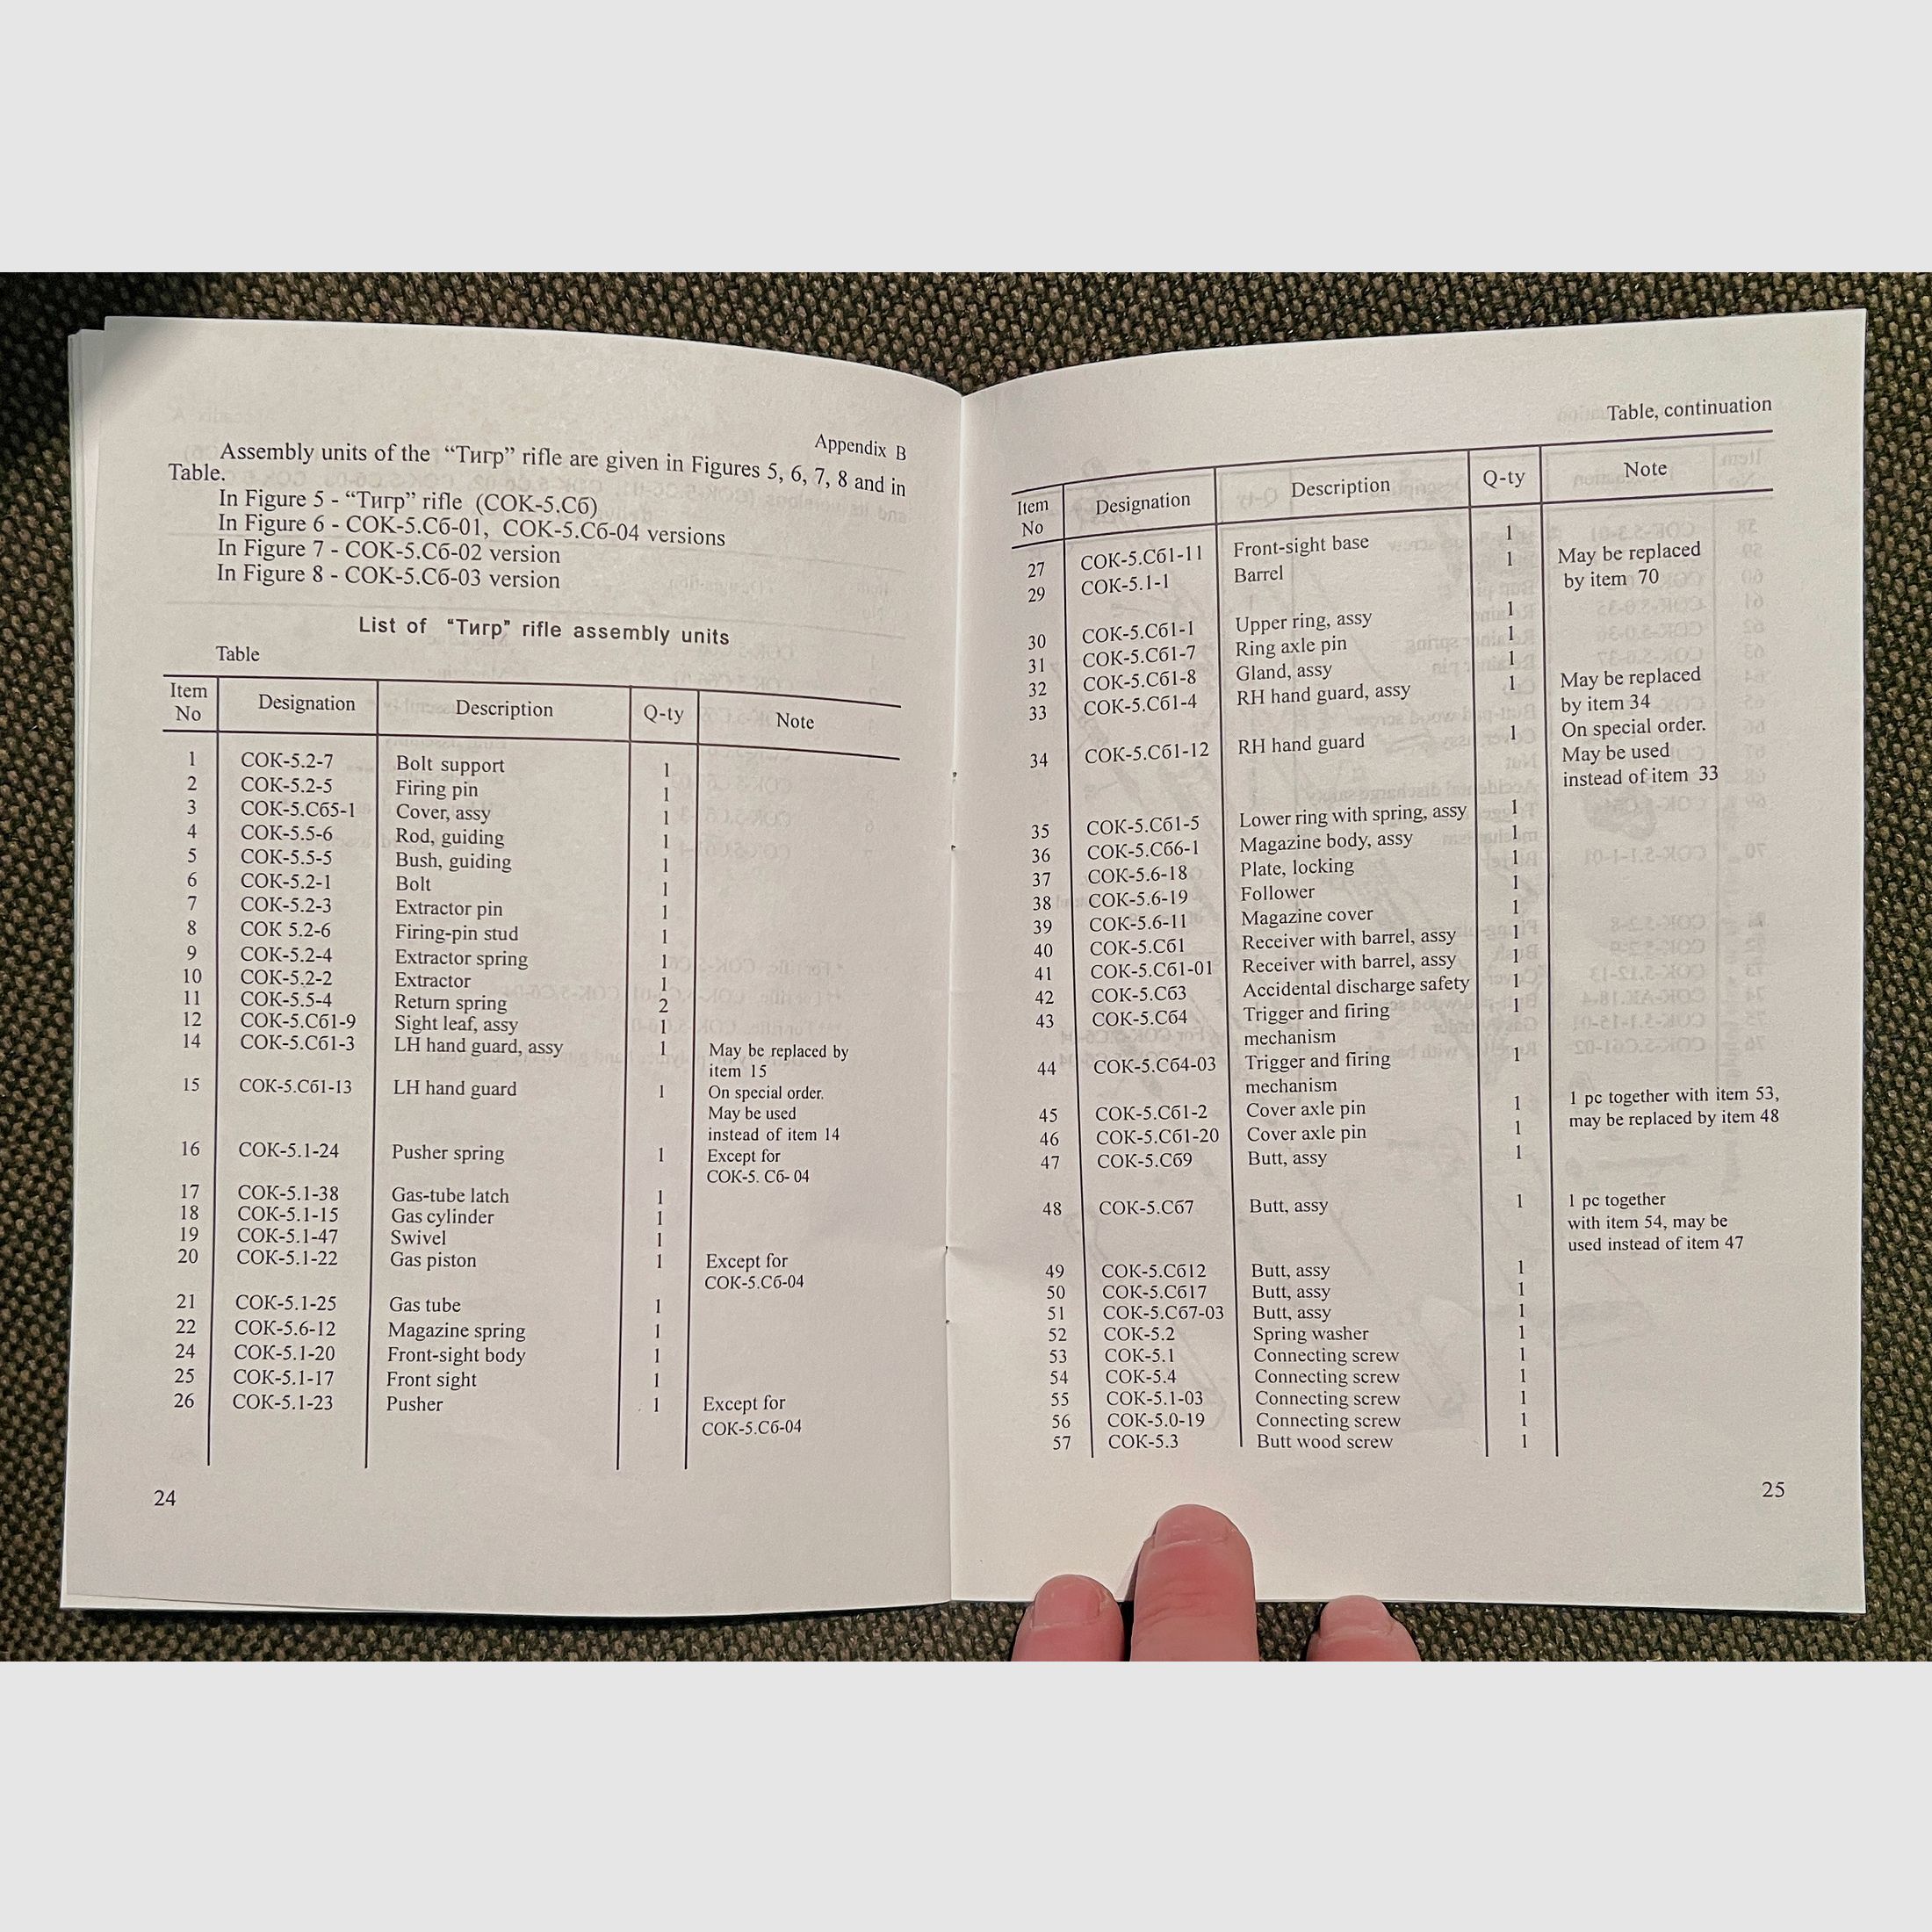 Appendix B
Assembly units of the “Тигр” rifle are given in Figures 5, 6, 7, 8 and in
Table.
In Figure 5 - “Тигр” rifle (СОК-5.Сб)
In Figure 6 - СОК-5.Сб-01, СОК-5.Сб-04 versions
In Figure 7 - СОК-5.Сб-02 version
In Figure 8 - СОК-5.Сб-03 version
List of “Тигр” rifle assembly units
Table
Item No Designation Description Q-ty Note
1 СОК-5.2-7 Bolt support 1
2 СОК-5.2-5 Firing pin 1
3 СОК-5.Сб5-1 Cover, assy 1
4 СОК-5.5-6 Rod, guiding 1
5 СОК-5.5-5 Bush, guiding 1
6 СОК-5.2-1 Bolt 1
7 СОК-5.2-3 Extractor pin 1
8 СОК 5.2-6 Firing-pin stud 1
9 СОК-5.2-4 Extractor spring 1
10 СОК-5.2-2 Extractor 1
11 СОК-5.5-4 Return spring 2
12 СОК-5.Сб1-9 Sight leaf, assy 1
14 СОК-5.Сб1-3 LH hand guard, assy 1 May be replaced by
item 15
15 СОК-5.Сб1-13 LH hand guard 1 On special order.
May be used
instead of item 14
16 СОК-5.1-24 Pusher spring 1 Except for
СОК-5. Сб- 04
17 СОК-5.1-38 Gas-tube latch 1
18 СОК-5.1-15 Gas cylinder 1
19 СОК-5.1-47 Swivel 1
20 СОК-5.1-22 Gas piston 1 Except for
СОК-5.Сб-04
21 СОК-5.1-25 Gas tube 1
22 СОК-5.6-12 Magazine spring 1
24 СОК-5.1-20 Front-sight body 1
25 СОК-5.1-17 Front sight 1
26 СОК-5.1-23 Pusher 1 Except for
СОК-5.Сб-04
24
Table, continuation
Item No Designation Description Q-ty Note
27 СОК-5.Сб1-11 Front-sight base 1
29 СОК-5.1-1 Barrel 1 May be replaced
by item 70
30 СОК-5.Сб1-1 Upper ring, assy 1
31 СОК-5.Сб1-7 Ring axle pin 1
32 СОК-5.Сб1-8 Gland, assy 1
33 СОК-5.Сб1-4 RH hand guard, assy 1 May be replaced
by item 34
34 СОК-5.Сб1-12 RH hand guard 1 On special order.
May be used
instead of item 33
35 СОК-5.Сб1-5 Lower ring with spring, assy 1
36 СОК-5.Сб6-1 Magazine body, assy 1
37 СОК-5.6-18 Plate, locking 1
38 СОК-5.6-19 Follower 1
39 СОК-5.6-11 Magazine cover 1
40 СОК-5.Сб1 Receiver with barrel, assy 1
41 СОК-5.Сб1-01 Receiver with barrel, assy 1
42 СОК-5.Сб3 Accidental discharge safety 1
43 СОК-5.Сб4 Trigger and firing
mechanism
44 СОК-5.Сб4-03 Trigger and firing 1
mechanism
45 СОК-5.Сб1-2 Cover axle pin 1 1 pc together with item 53,
46 СОК-5.Сб1-20 Cover axle pin 1 may be replaced by item 48
47 СОК-5.Сб9 Butt, assy 1
48 СОК-5.Сб7 Butt, assy 1 1 pc together
with item 54, may be
used instead of item 47
49 СОК-5.Сб12 Butt, assy 1
50 СОК-5.Сб17 Butt, assy 1
51 СОК-5.Сб7-03 Butt, assy 1
52 СОК-5.2 Spring washer 1
53 СОК-5.1 Connecting screw 1
54 СОК-5.4 Connecting screw 1
55 СОК-5.1-03 Connecting screw 1
56 СОК-5.0-19 Connecting screw 1
57 СОК-5.3 Butt wood screw 1
25